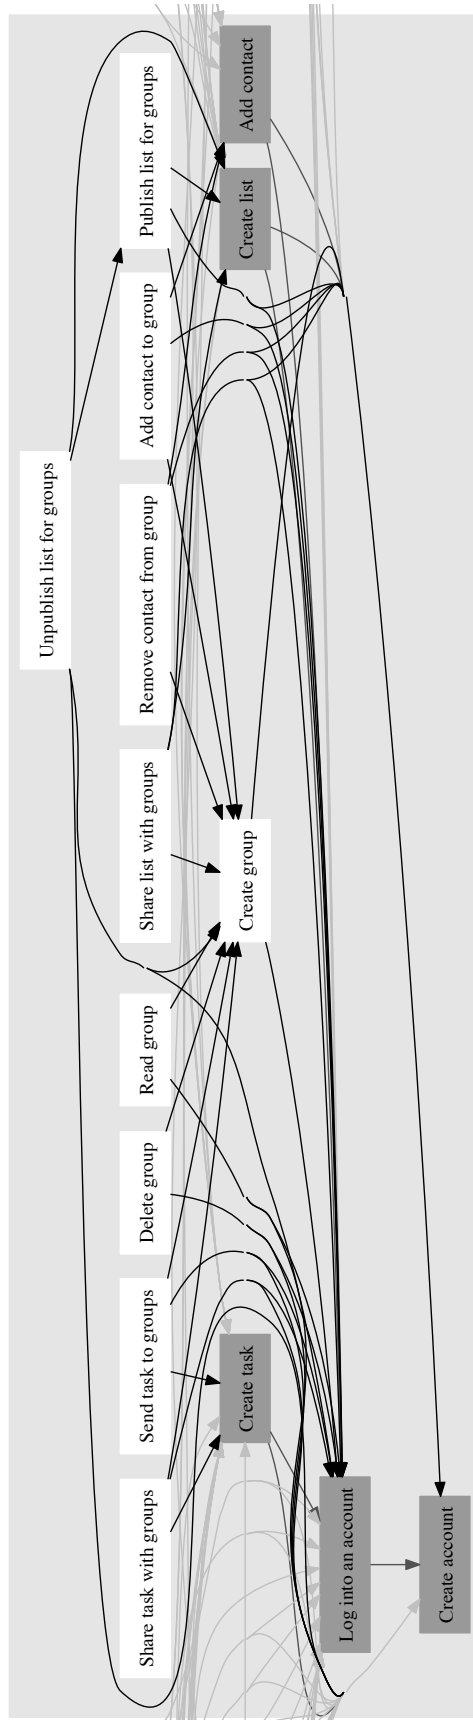 Unpublish list for groups
Share task with groups
Send task to groups
Delete group
Read group
Share list with groups
Remove contact from group
Add contact to group
Publish list for groups
Create task
Create group
Create list
Add contact
Log into an account
Create account